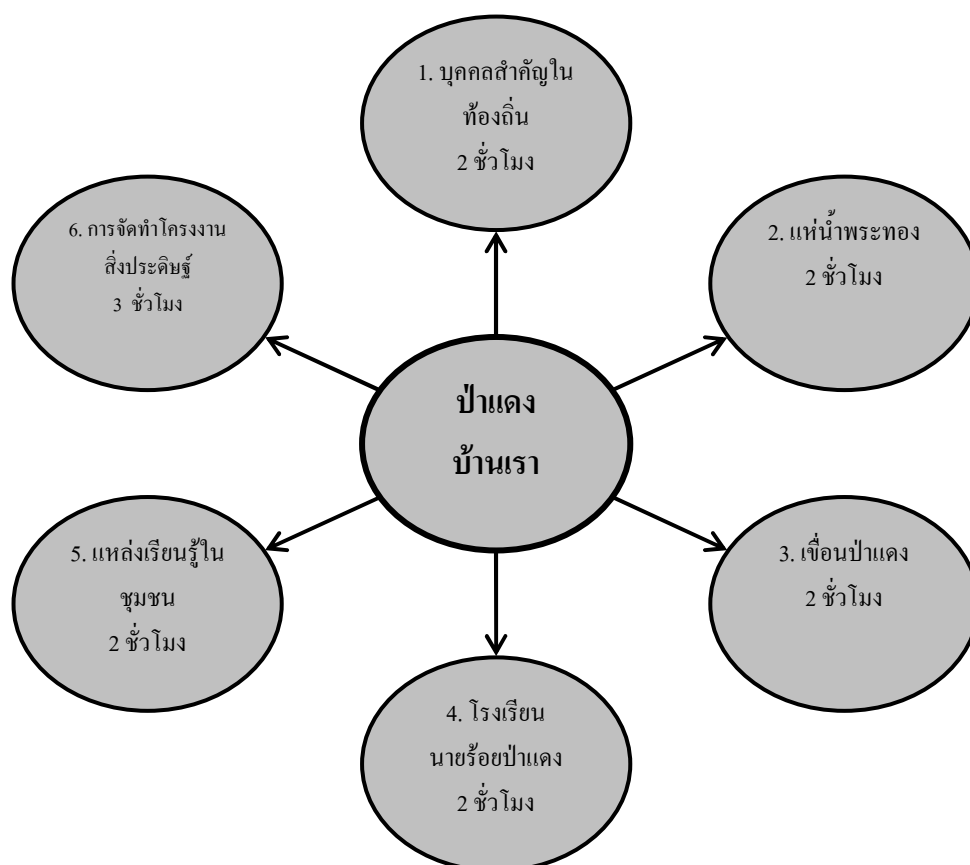 1. บุคคลสำคัญใน
ท้องถิ่น
2 ชั่วโมง
6. การจัดทำโครงงาน
สิ่งประดิษฐ์
3 ชั่วโมง
2. แห่น้ำพระทอง
2 ชั่วโมง
ป่าแดง
บ้านเรา
5. แหล่งเรียนรู้ใน
ชุมชน
2 ชั่วโมง
3. เขื่อนป่าแดง
2 ชั่วโมง
4. โรงเรียน
นายร้อยป่าแดง
2 ชั่วโมง